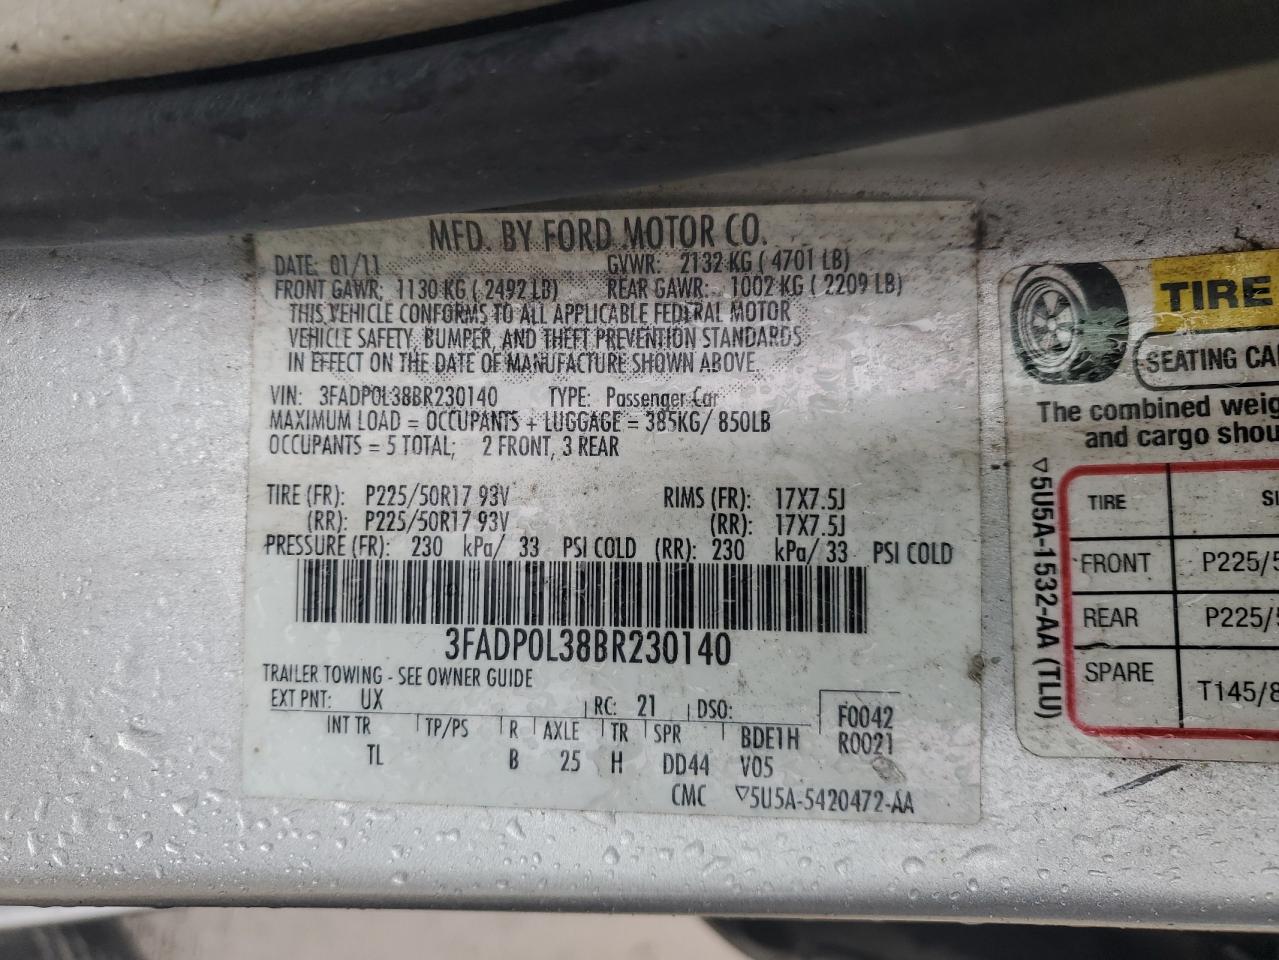 MFD. BY FORD MOTOR CO.
DATE: 01/11 GVWR: 2132 KG ( 4701 LB)
FRONT GAWR: 1130 KG ( 2492 LB) REAR GAWR: 1002 KG ( 2209 LB)
THIS VEHICLE CONFORMS TO ALL APPLICABLE FEDERAL MOTOR
VEHICLE SAFETY, BUMPER, AND THEFT PREVENTION STANDARDS
IN EFFECT ON THE DATE OF MANUFACTURE SHOWN ABOVE.
VIN: 3FADP0L38BR230140 TYPE: Passenger Car
MAXIMUM LOAD = OCCUPANTS + LUGGAGE = 385KG/ 850LB
OCCUPANTS = 5 TOTAL; 2 FRONT, 3 REAR
TIRE (FR): P225/50R17 93V RIMS (FR): 17X7.5J
(RR): P225/50R17 93V (RR): 17X7.5J
PRESSURE (FR): 230 kPa/ 33 PSI COLD (RR): 230 kPa/ 33 PSI COLD
3FADP0L38BR230140
TRAILER TOWING - SEE OWNER GUIDE
EXT PNT: UX RC: 21 DSO: F0042
INT TR TP/PS R AXLE TR SPR BDE1H R0021
TL B 25 H DD44 V05
CMC ▽5U5A-5420472-AA
TIRE
SEATING CA
The combined weig
and cargo shou
▽5U5A-1532-AA (TLU)
TIRE SI
FRONT P225/5
REAR P225/5
SPARE T145/8